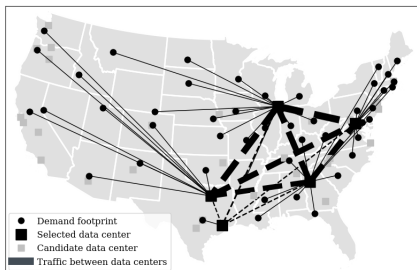 Demand footprint
Selected data center
Candidate data center
Traffic between data centers